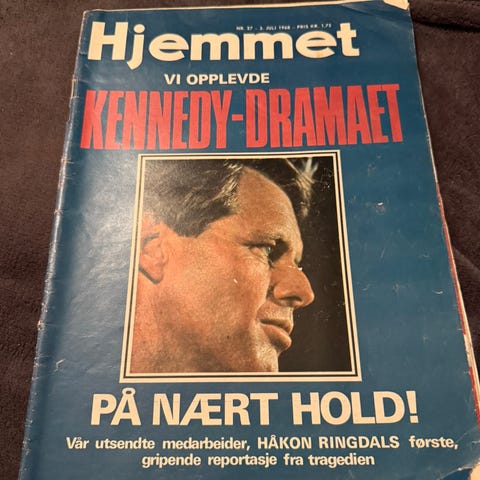 NR. 27 - 3. JULI 1968 - PRIS KR. 1,75
Hjemmet
VI OPPLEVDE
KENNEDY-DRAMAET
PÅ NÆRT HOLD!
Vår utsendte medarbeider, HÅKON RINGDALS første,
gripende reportasje fra tragedien